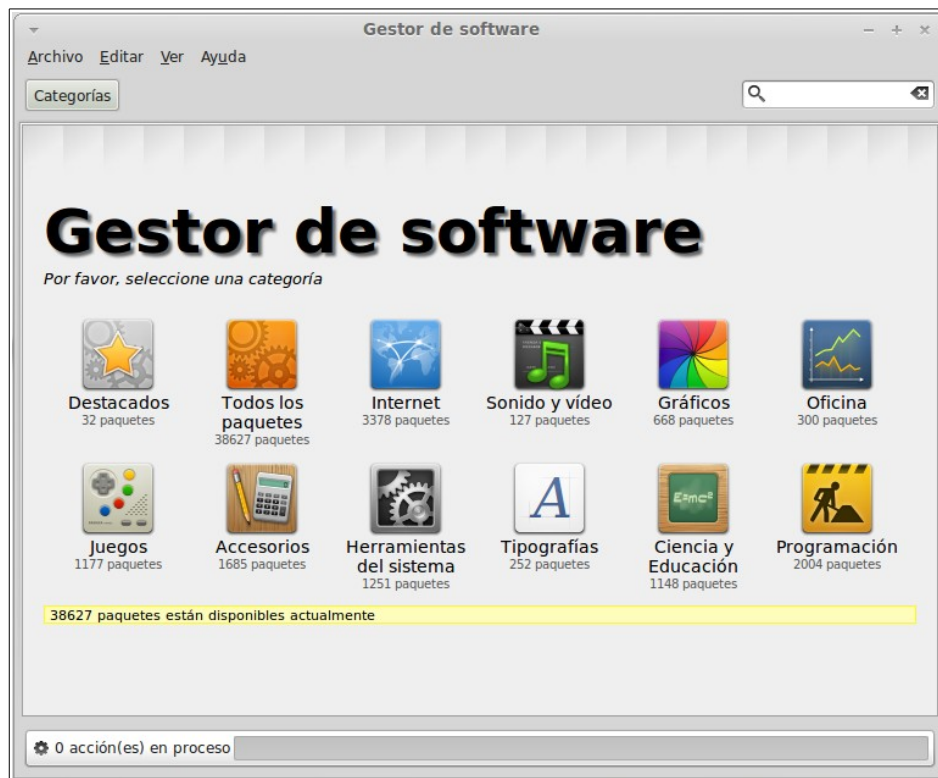 Gestor de software
Archivo Editar Ver Ayuda
Categorías
Gestor de software
Por favor, seleccione una categoría
Destacados
32 paquetes
Todos los
paquetes
38627 paquetes
Internet
3378 paquetes
Sonido y vídeo
127 paquetes
Gráficos
668 paquetes
Oficina
300 paquetes
Juegos
1177 paquetes
Accesorios
1685 paquetes
Herramientas
del sistema
1251 paquetes
A
Tipografías
252 paquetes
E=mc²
Ciencia y
Educación
1148 paquetes
Programación
2004 paquetes
38627 paquetes están disponibles actualmente
0 acción(es) en proceso